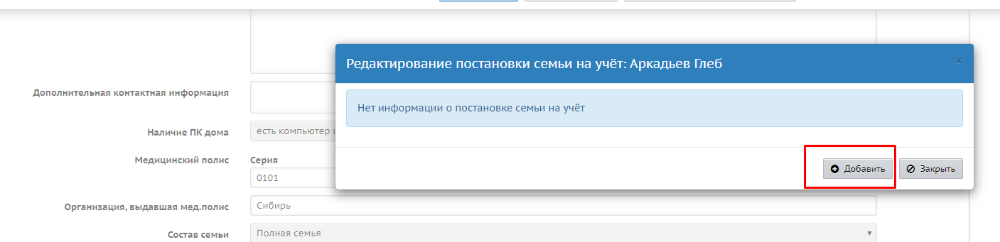 Редактирование постановки семьи на учёт: Аркадьев Глеб
×
Нет информации о постановке семьи на учёт
Добавить
Закрыть
Дополнительная контактная информация
Наличие ПК дома
есть компьютер
Медицинский полис
Серия
0101
Организация, выдавшая мед.полис
Сибирь
Состав семьи
Полная семья